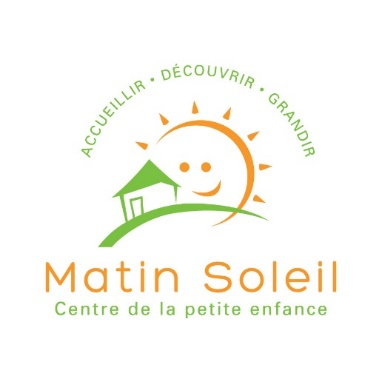 ACCUEILLIR • DÉCOUVRIR • GRANDIR
Matin Soleil
Centre de la petite enfance